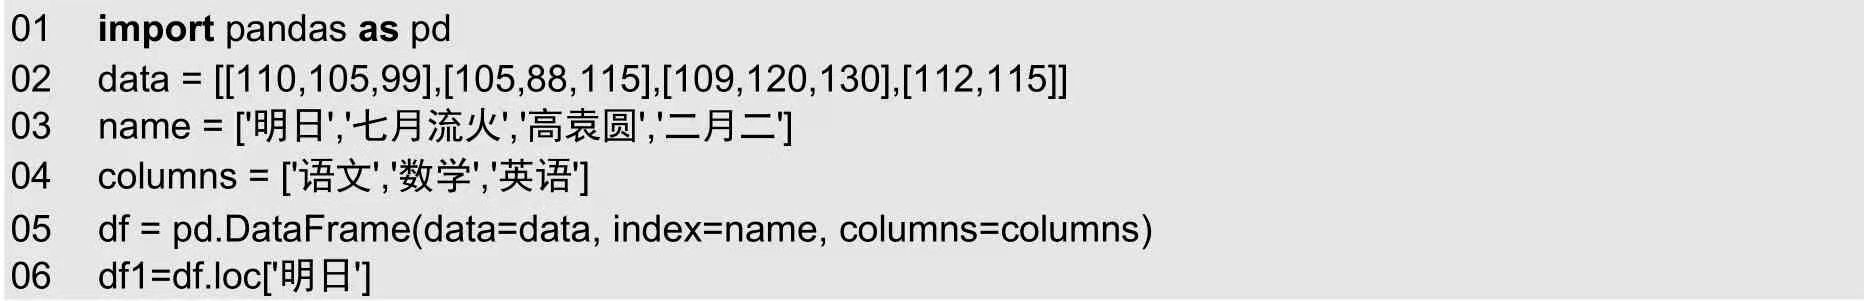 01 import pandas as pd
02 data = [[110,105,99],[105,88,115],[109,120,130],[112,115]]
03 name = ['明日','七月流火','高袁圆','二月二']
04 columns = ['语文','数学','英语']
05 df = pd.DataFrame(data=data, index=name, columns=columns)
06 df1=df.loc['明日']